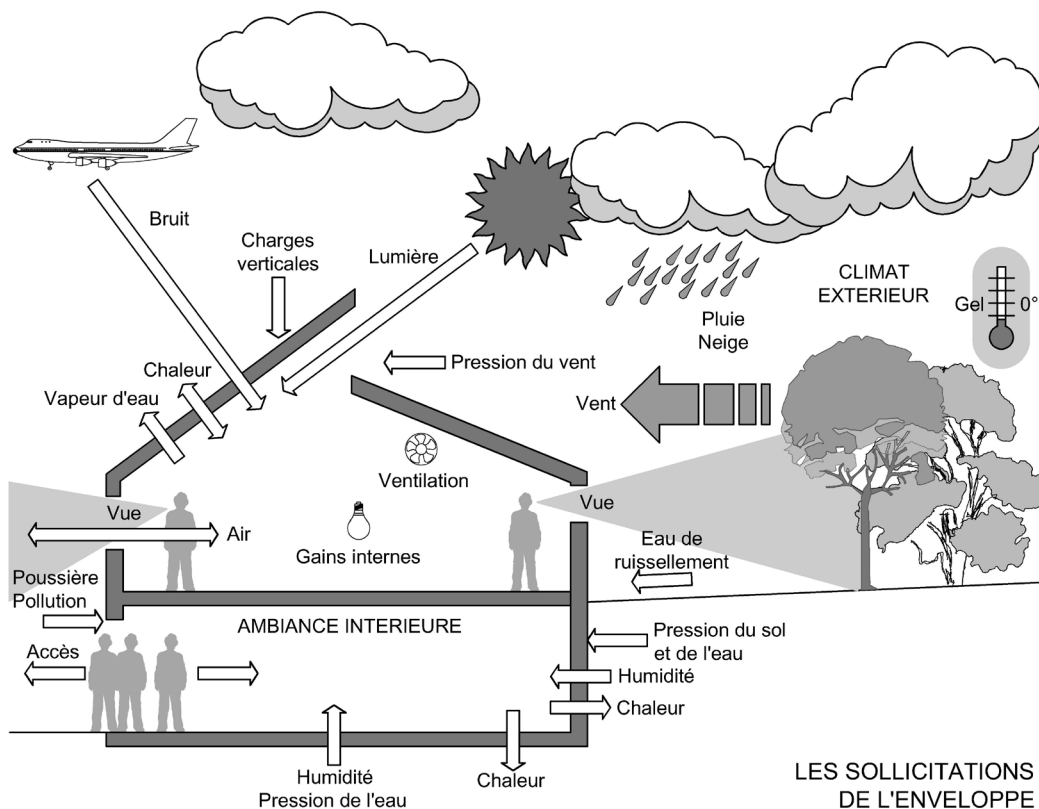 Bruit
Charges
verticales
Lumière
CLIMAT
EXTERIEUR
Gel
0°
Pluie
Neige
Pression du vent
Chaleur
Vapeur d'eau
Vent
Ventilation
Vue
Vue
Air
Gains internes
Eau de
ruissellement
Poussière
Pollution
AMBIANCE INTERIEURE
Pression du sol
et de l'eau
Accès
Humidité
Chaleur
Humidité
Pression de l'eau
Chaleur
LES SOLLICITATIONS
DE L'ENVELOPPE